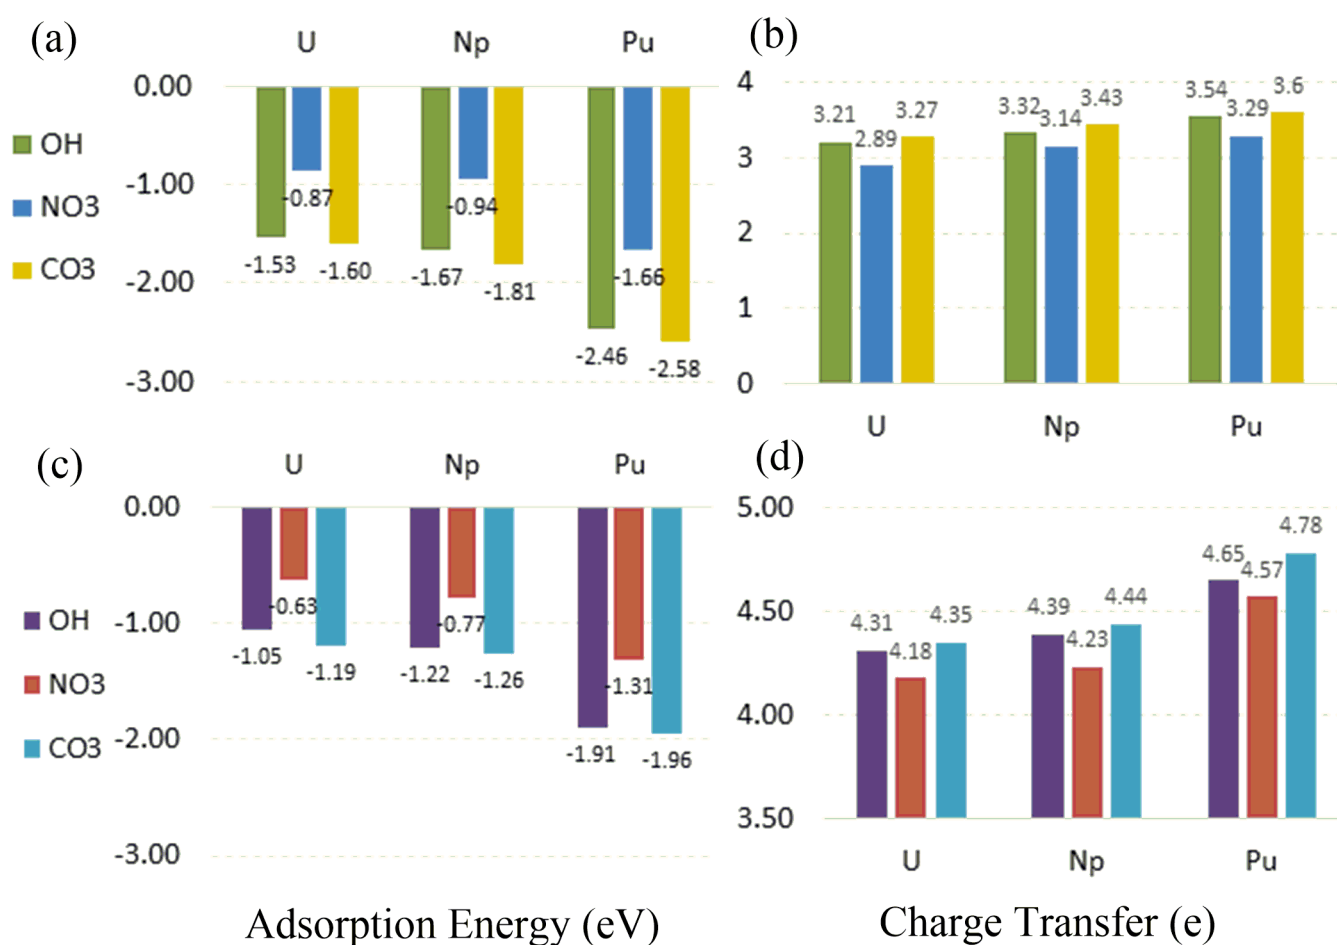 (a)
U Np Pu
0.00
-1.00
-2.00
-3.00
OH
NO3
CO3
-1.53 -0.87 -1.60
-1.67 -0.94 -1.81
-2.46 -1.66 -2.58
(b)
4
3
2
1
0
3.21 2.89 3.27
3.32 3.14 3.43
3.54 3.29 3.6
U Np Pu
(c)
U Np Pu
0.00
-1.00
-2.00
-3.00
OH
NO3
CO3
-1.05 -0.63 -1.19
-1.22 -0.77 -1.26
-1.91 -1.31 -1.96
Adsorption Energy (eV)
(d)
5.00
4.50
4.00
3.50
4.31 4.18 4.35
4.39 4.23 4.44
4.65 4.57 4.78
U Np Pu
Charge Transfer (e)